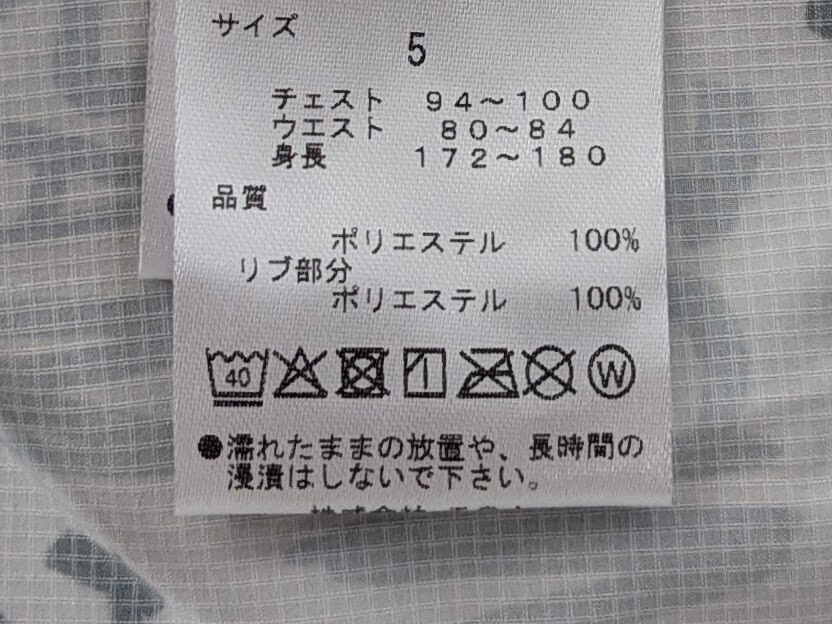 サイズ
5
チェスト 94～100
ウエスト 80～84
身長 172～180
品質
ポリエステル 100%
リブ部分
ポリエステル 100%
40
W
●濡れたままの放置や、長時間の
浸漬はしないで下さい。